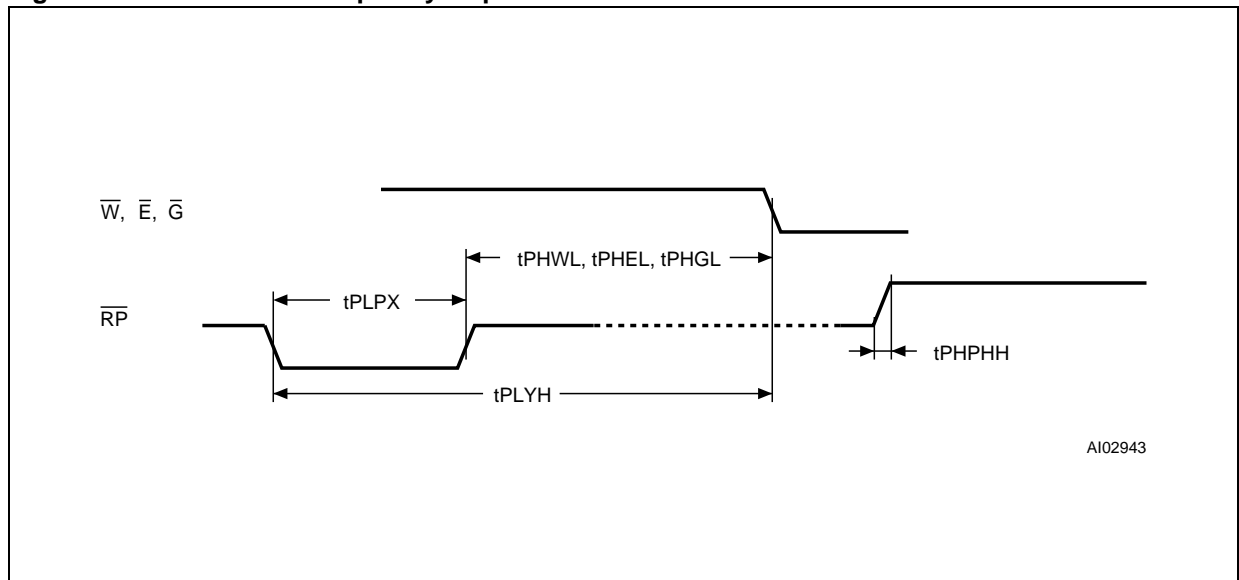 W, E, G
tPHWL, tPHEL, tPHGL
tPLPX
RP
tPHPHH
tPLYH
AI02943